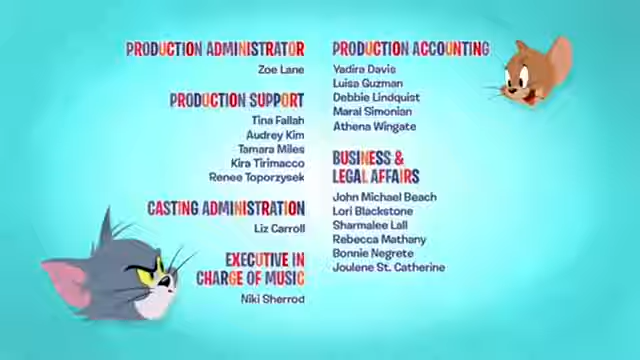 PRODUCTION ADMINISTRATOR
Zoe Lane
PRODUCTION SUPPORT
Tina Fallah
Audrey Kim
Tamara Miles
Kira Tirimacco
Renee Toporzysek
CASTING ADMINISTRATION
Liz Carroll
EXECUTIVE IN
CHARGE OF MUSIC
Niki Sherrod
PRODUCTION ACCOUNTING
Yadira Davis
Luisa Guzman
Debbie Lindquist
Maral Simonian
Athena Wingate
BUSINESS &
LEGAL AFFAIRS
John Michael Beach
Lori Blackstone
Sharmalee Lall
Rebecca Mathany
Bonnie Negrete
Joulene St. Catherine